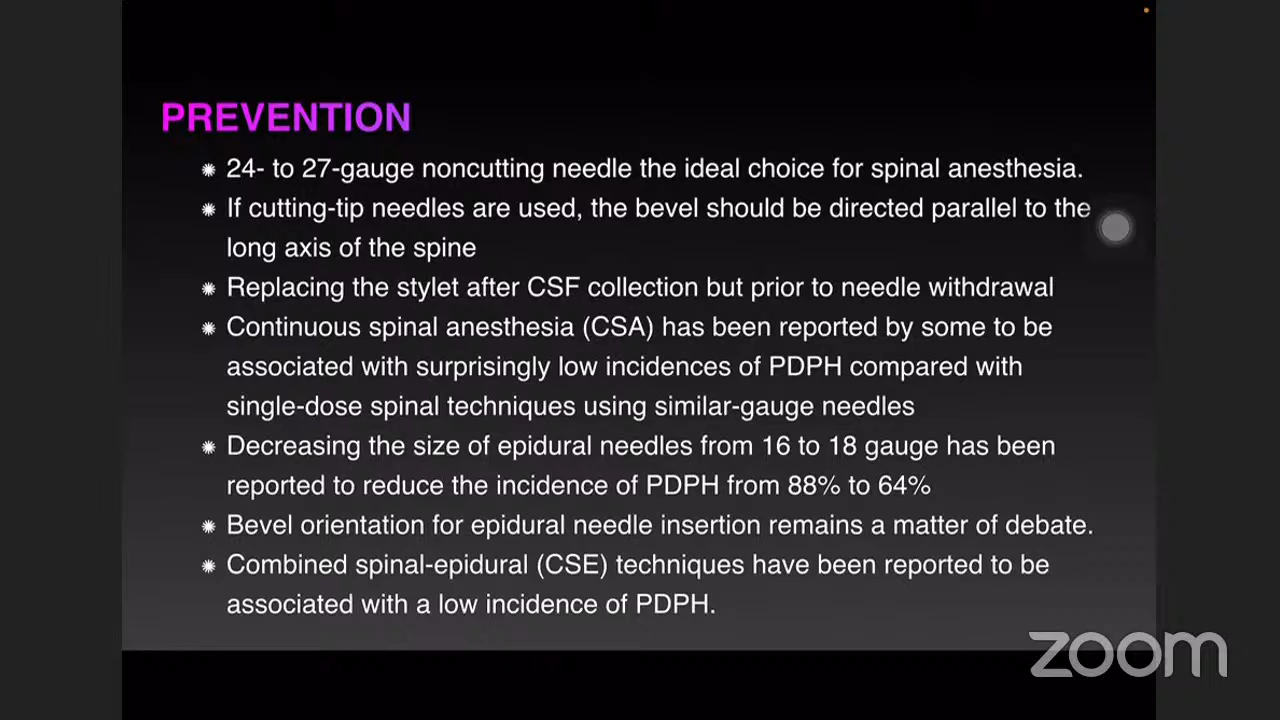 PREVENTION
24- to 27-gauge noncutting needle the ideal choice for spinal anesthesia.
If cutting-tip needles are used, the bevel should be directed parallel to the
long axis of the spine
Replacing the stylet after CSF collection but prior to needle withdrawal
Continuous spinal anesthesia (CSA) has been reported by some to be
associated with surprisingly low incidences of PDPH compared with
single-dose spinal techniques using similar-gauge needles
Decreasing the size of epidural needles from 16 to 18 gauge has been
reported to reduce the incidence of PDPH from 88% to 64%
Bevel orientation for epidural needle insertion remains a matter of debate.
Combined spinal-epidural (CSE) techniques have been reported to be
associated with a low incidence of PDPH.
zoom